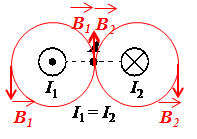 B₁ B₂
A
I₁ I₂
B₁ I₁ = I₂ B₂